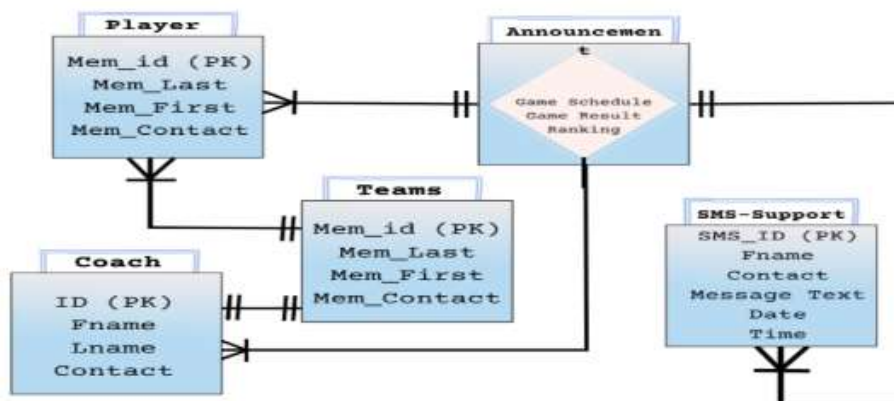 Player
Mem_id (PK)
Mem_Last
Mem_First
Mem_Contact
Announcemen
t
Game Schedule
Game Result
Ranking
Teams
Mem_id (PK)
Mem_Last
Mem_First
Mem_Contact
Coach
ID (PK)
Fname
Lname
Contact
SMS-Support
SMS_ID (PK)
Fname
Contact
Message Text
Date
Time